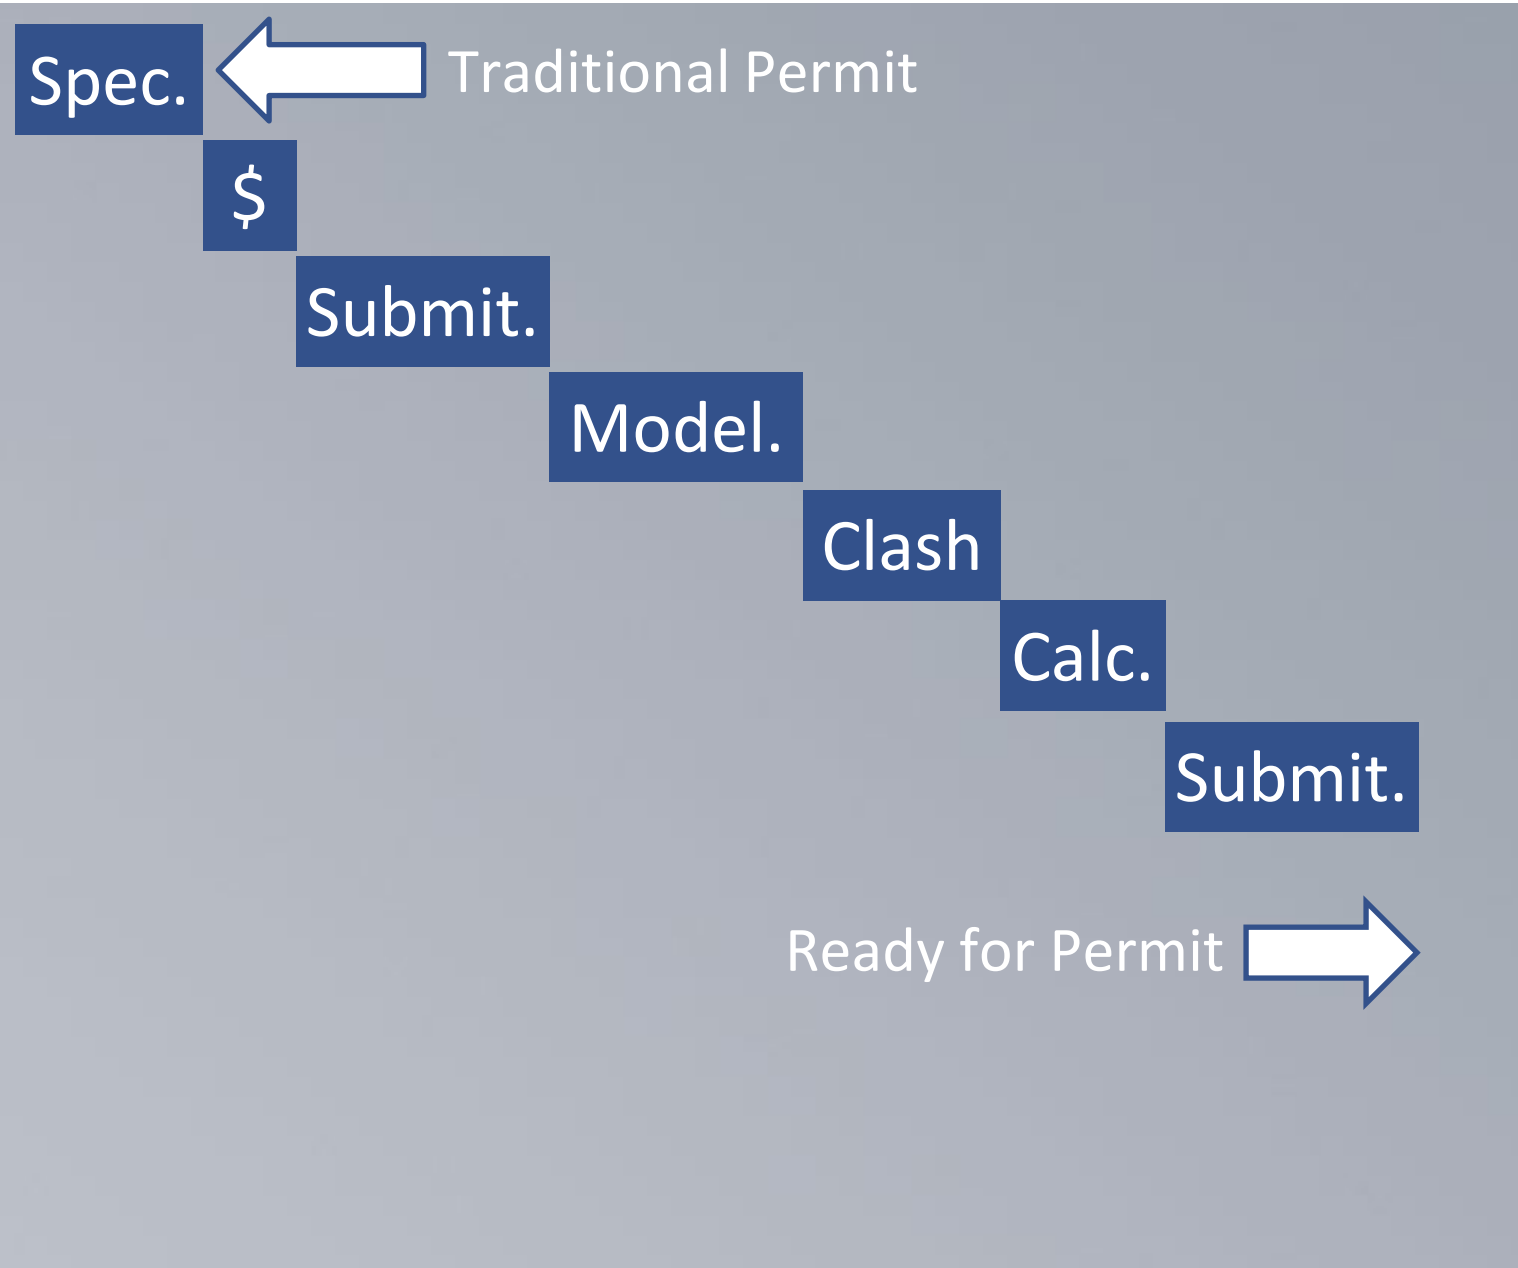 Spec.
Traditional Permit
$
Submit.
Model.
Clash
Calc.
Submit.
Ready for Permit